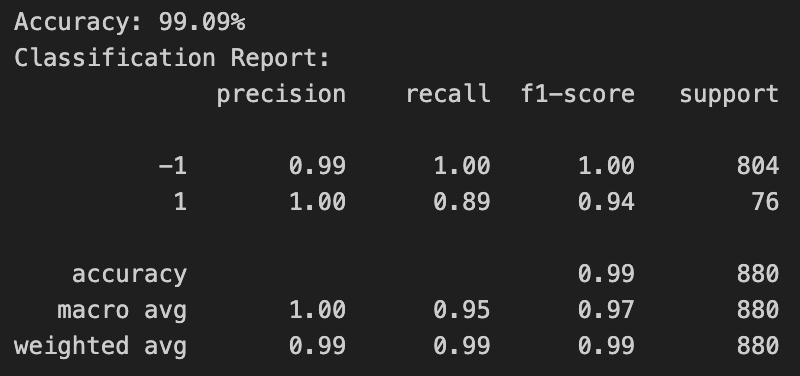 Accuracy: 99.09%
Classification Report:
precision recall f1-score support
-1 0.99 1.00 1.00 804
1 1.00 0.89 0.94 76
accuracy 0.99 880
macro avg 1.00 0.95 0.97 880
weighted avg 0.99 0.99 0.99 880